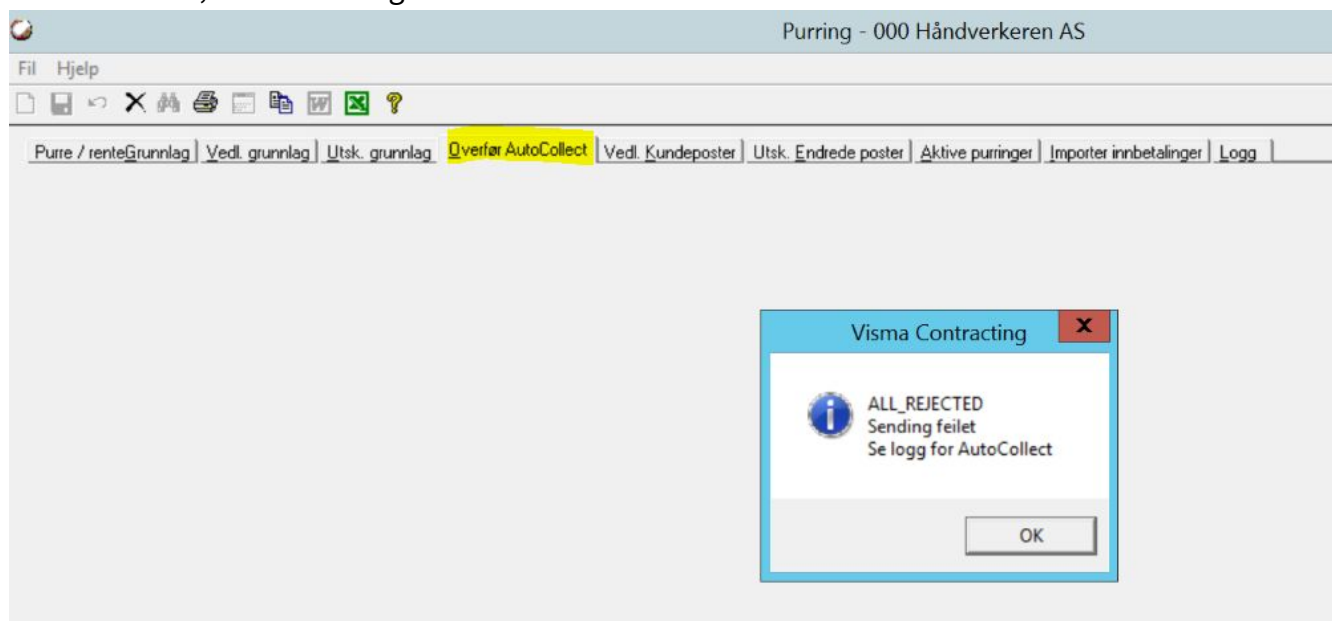 Purring - 000 Håndverkeren AS
Fil Hjelp
Purre / renteGrunnlag Vedl. grunnlag Utsk. grunnlag Overfør AutoCollect Vedl. Kundeposter Utsk. Endrede poster Aktive purringer Importer innbetalinger Logg
Visma Contracting
ALL_REJECTED
Sending feilet
Se logg for AutoCollect
OK